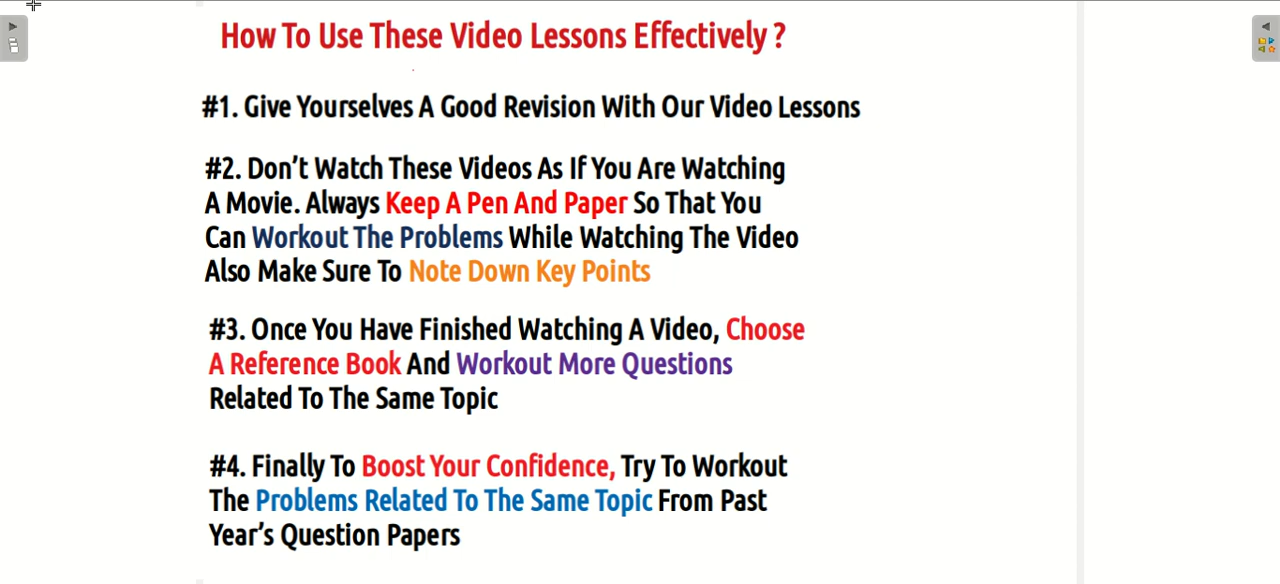 How To Use These Video Lessons Effectively ?
#1. Give Yourselves A Good Revision With Our Video Lessons
#2. Don't Watch These Videos As If You Are Watching
A Movie. Always Keep A Pen And Paper So That You
Can Workout The Problems While Watching The Video
Also Make Sure To Note Down Key Points
#3. Once You Have Finished Watching A Video, Choose
A Reference Book And Workout More Questions
Related To The Same Topic
#4. Finally To Boost Your Confidence, Try To Workout
The Problems Related To The Same Topic From Past
Year's Question Papers